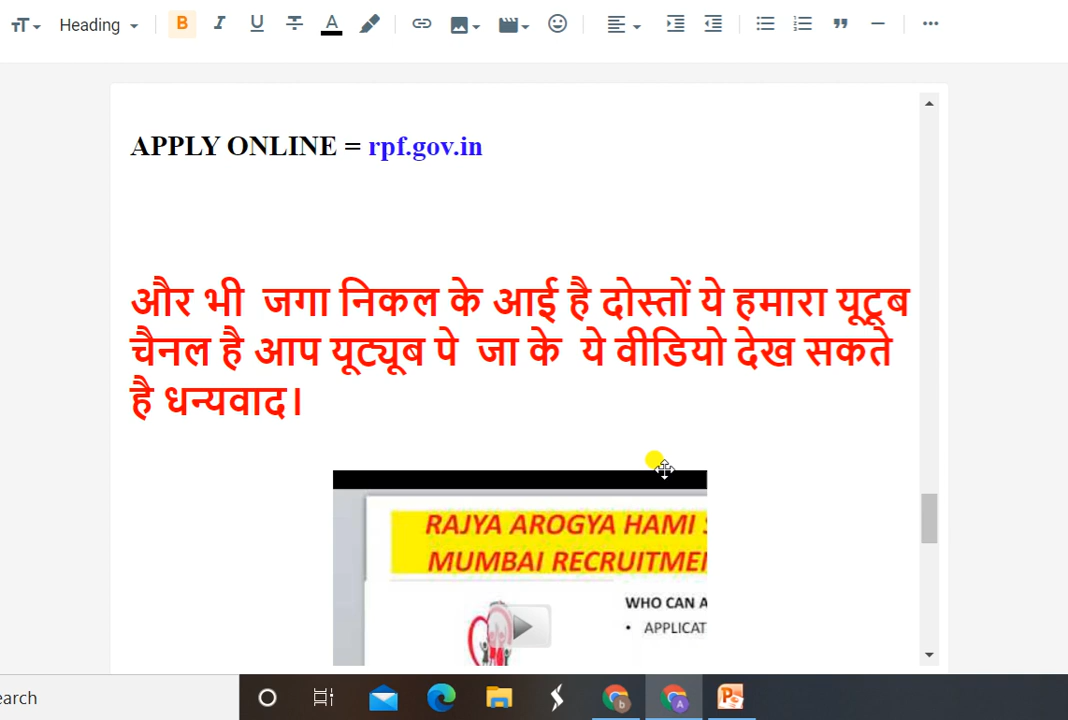 Heading
B I U T A
APPLY ONLINE = rpf.gov.in
और भी जगा निकल के आई है दोस्तों ये हमारा यूटूब
चैनल है आप यूट्यूब पे जा के ये वीडियो देख सकते
है धन्यवाद।
RAJYA AROGYA HAMI
MUMBAI RECRUITME
WHO CAN A
• APPLICAT
earch